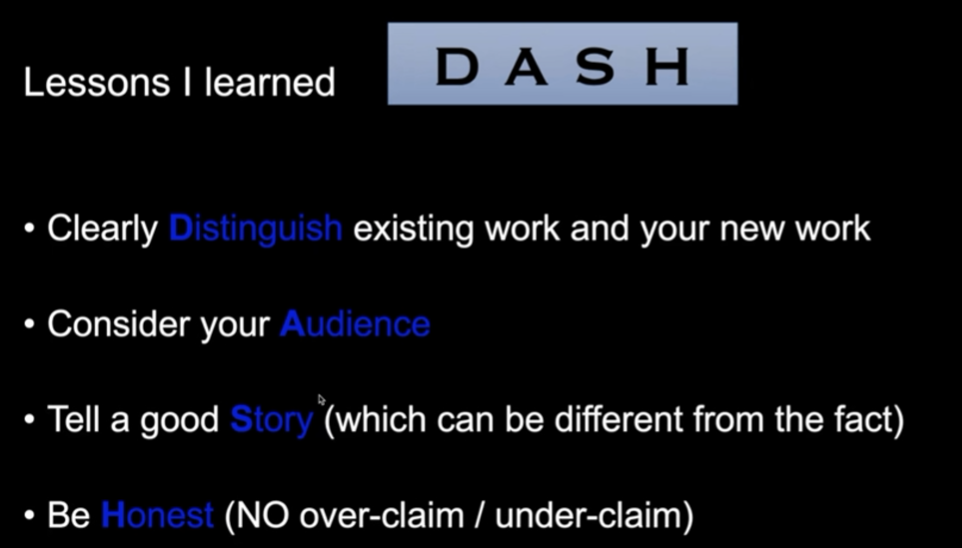 Lessons I learned
D A S H
• Clearly Distinguish existing work and your new work
• Consider your Audience
• Tell a good Story (which can be different from the fact)
• Be Honest (NO over-claim / under-claim)